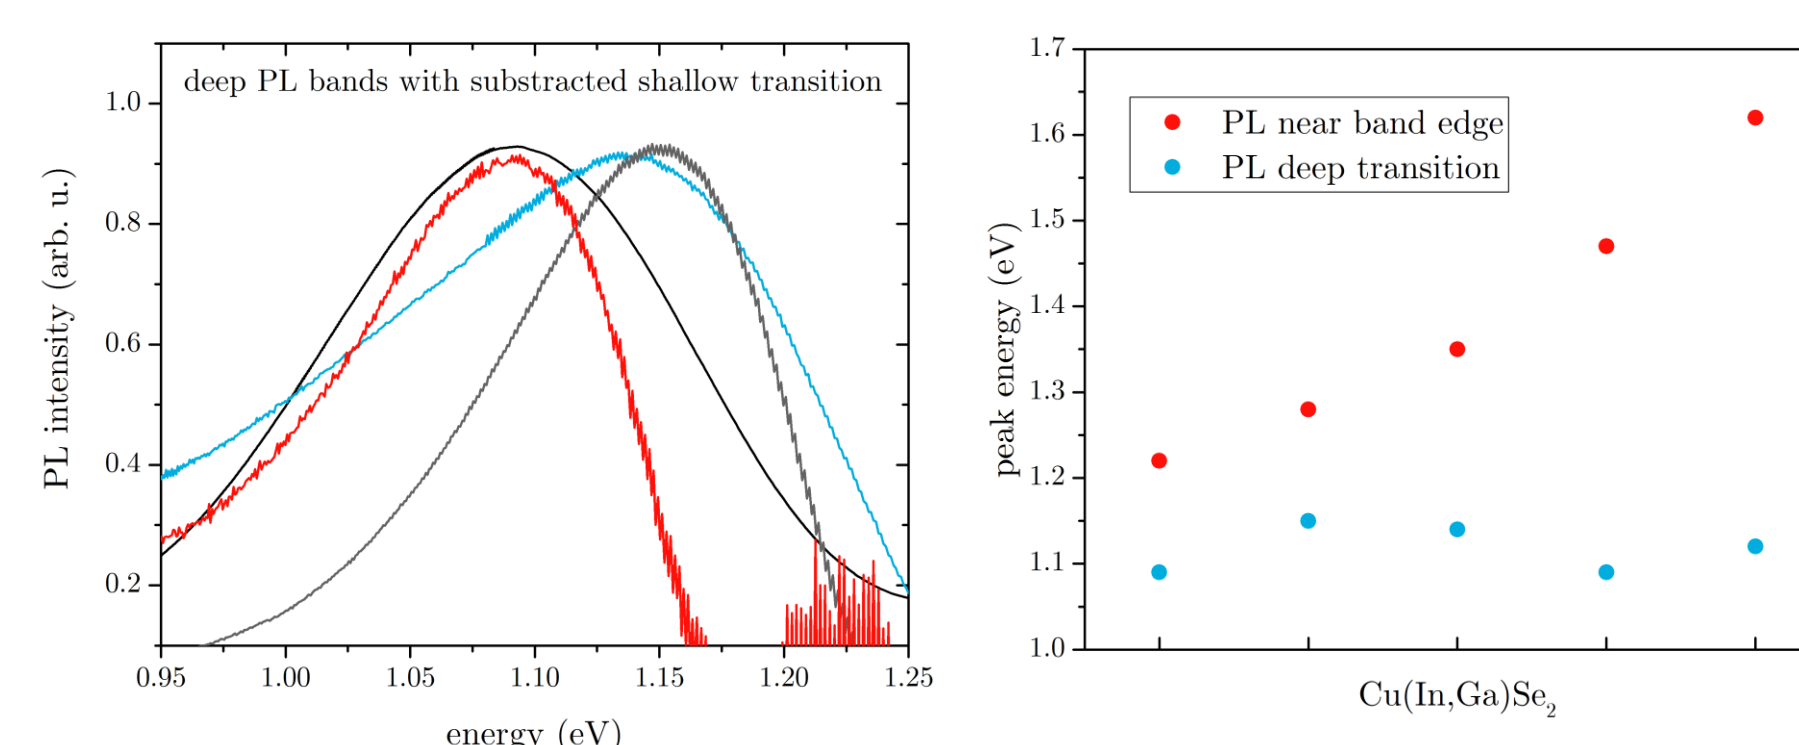 deep PL bands with substracted shallow transition
PL intensity (arb. u.)
1.0
0.8
0.6
0.4
0.2
0.95 1.00 1.05 1.10 1.15 1.20 1.25
energy (eV)
PL near band edge
PL deep transition
peak energy (eV)
1.7
1.6
1.5
1.4
1.3
1.2
1.1
1.0
Cu(In,Ga)Se₂